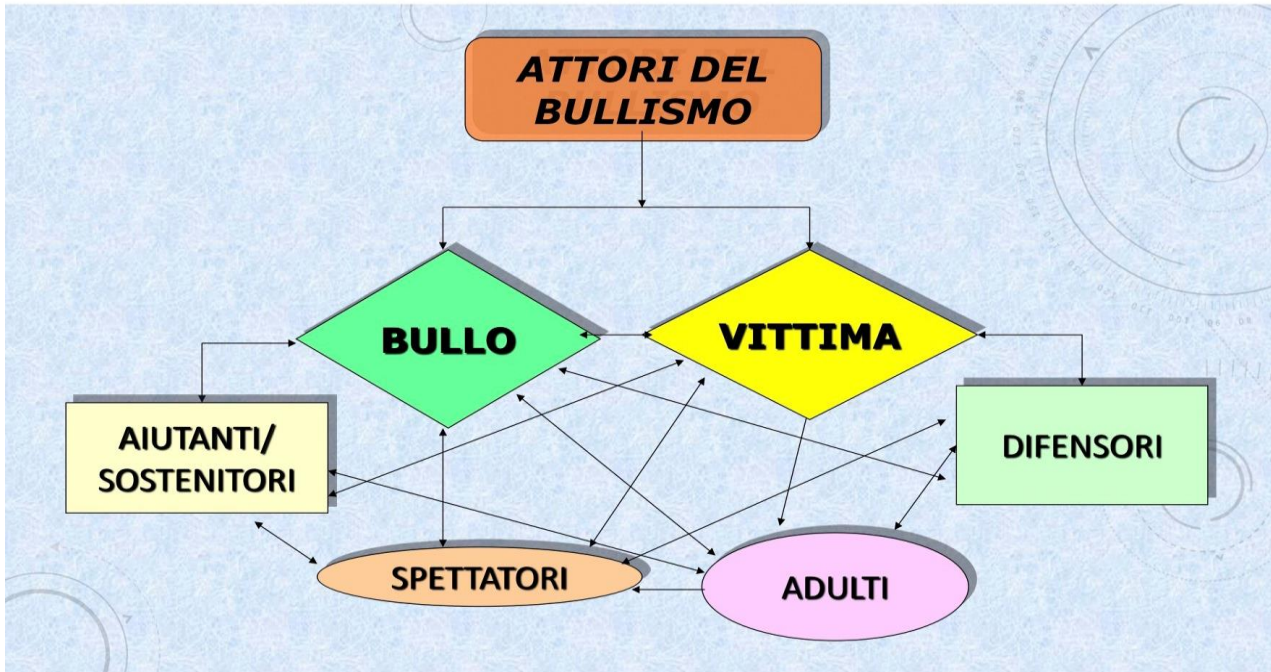 ATTORI DEL
BULLISMO
BULLO
VITTIMA
AIUTANTI/
SOSTENITORI
DIFENSORI
SPETTATORI
ADULTI